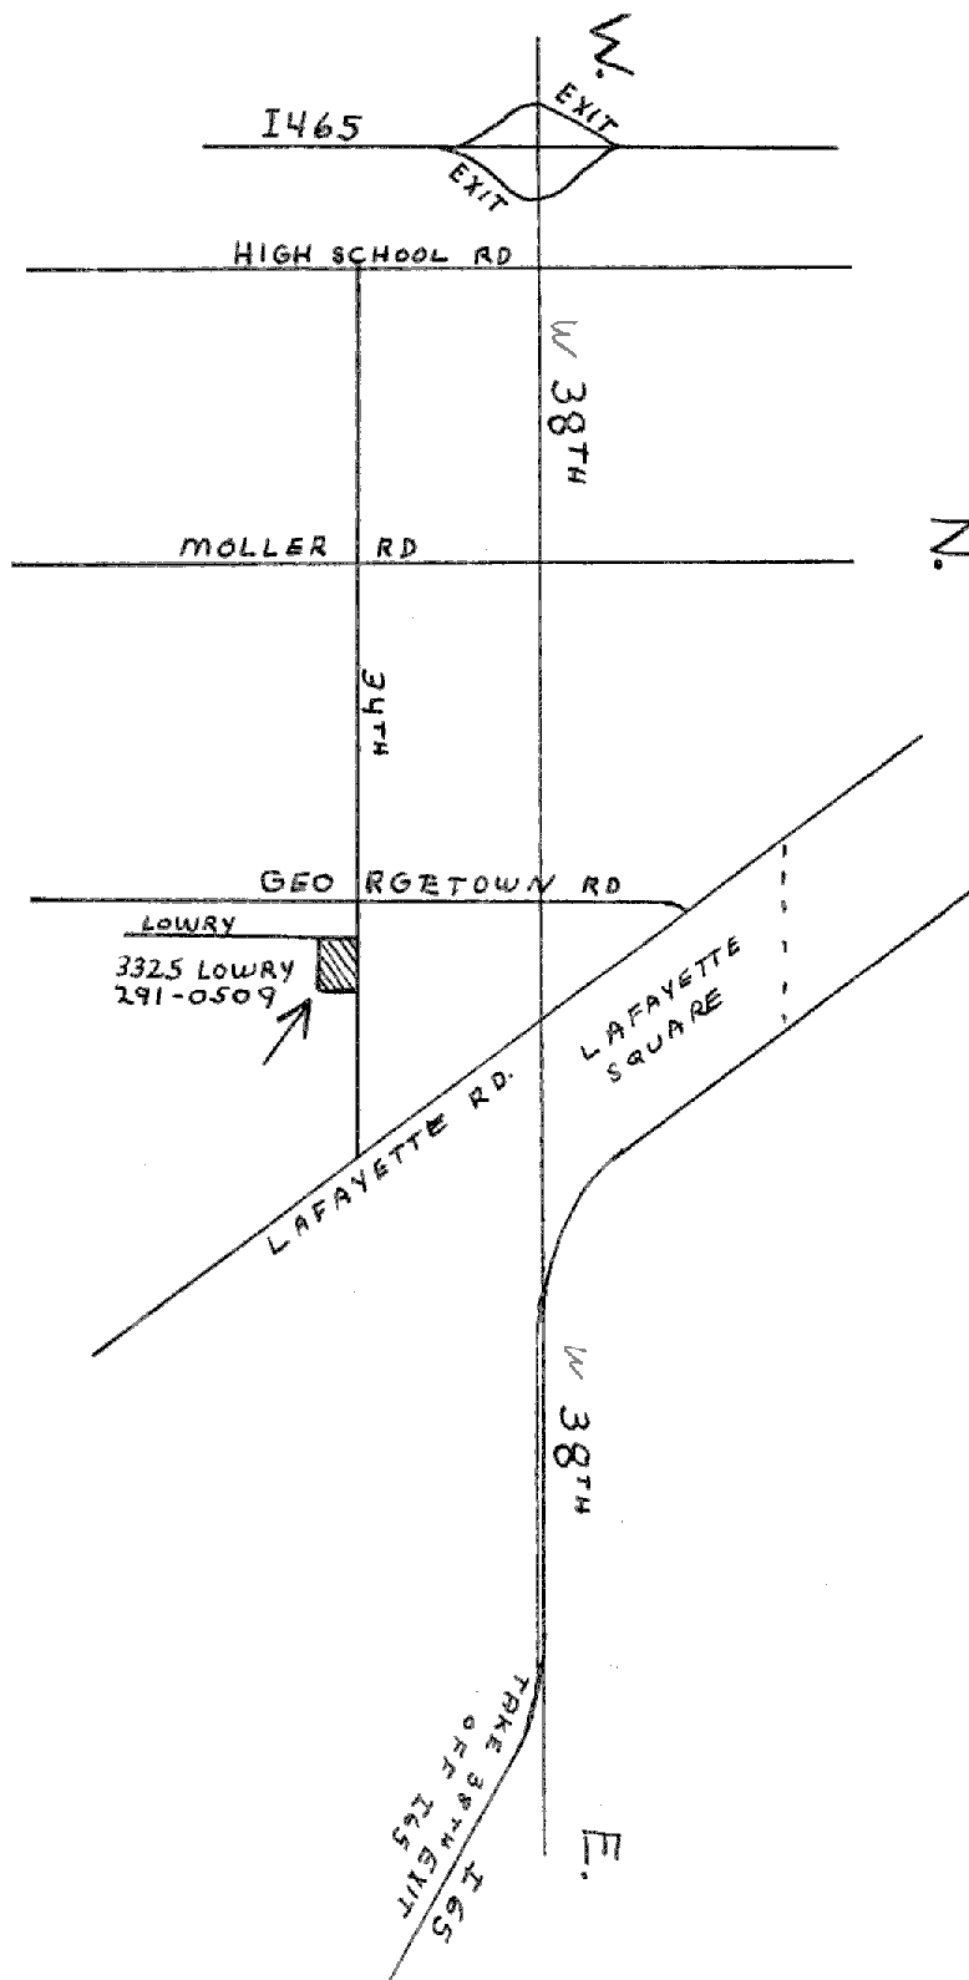 W.
EXIT
I465
EXIT
HIGH SCHOOL RD
W 38TH
N.
MOLLER RD
34TH
GEORGETOWN RD
LOWRY
3325 LOWRY
291-0509
LAFAYETTE
SQUARE
LAFAYETTE RD.
W 38TH
TAKE 38TH EXIT
OFF I65
I65
E.